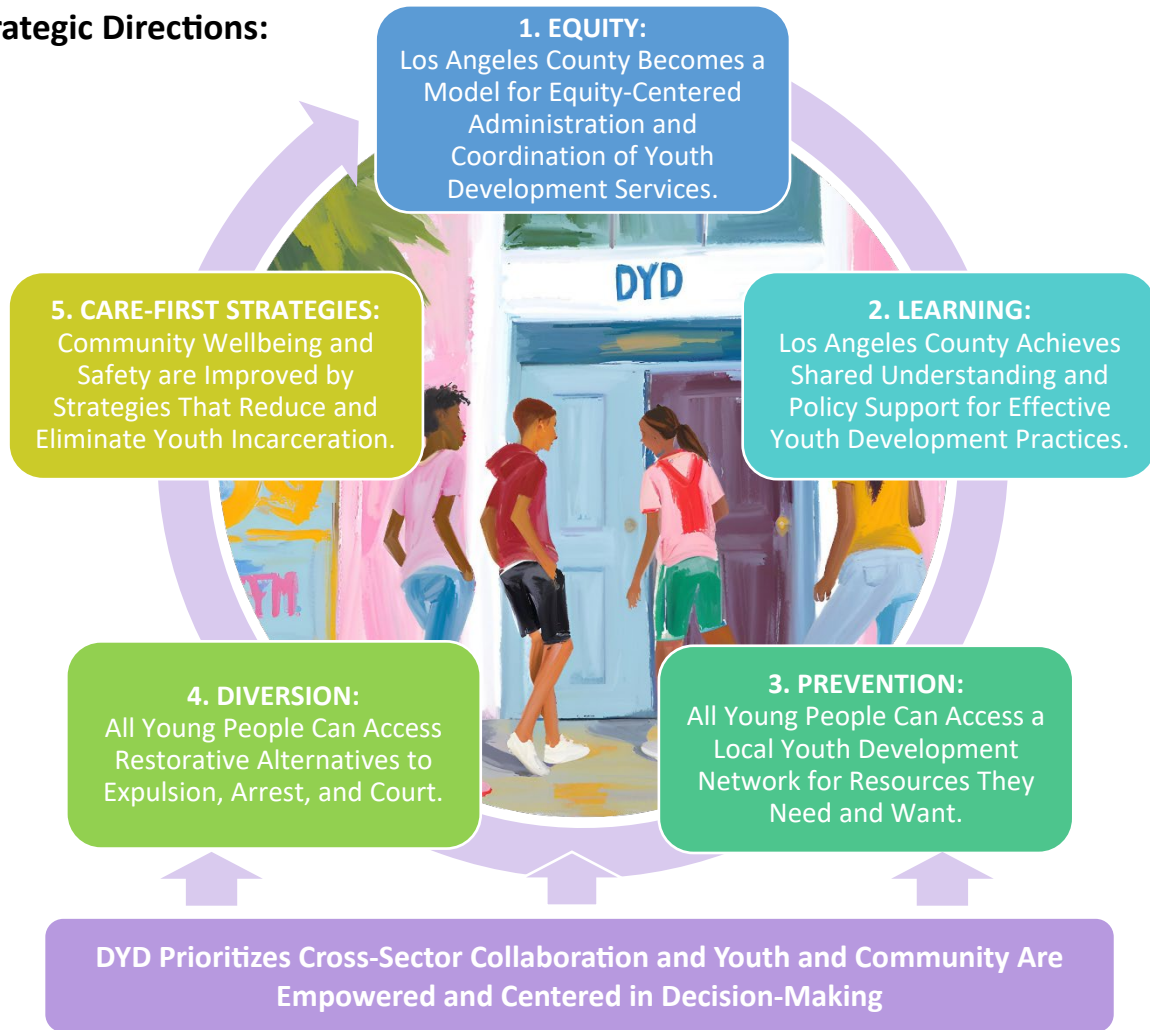 rategic Directions:
1. EQUITY:
Los Angeles County Becomes a
Model for Equity-Centered
Administration and
Coordination of Youth
Development Services.
DYD
5. CARE-FIRST STRATEGIES:
Community Wellbeing and
Safety are Improved by
Strategies That Reduce and
Eliminate Youth Incarceration.
2. LEARNING:
Los Angeles County Achieves
Shared Understanding and
Policy Support for Effective
Youth Development Practices.
4. DIVERSION:
All Young People Can Access
Restorative Alternatives to
Expulsion, Arrest, and Court.
3. PREVENTION:
All Young People Can Access a
Local Youth Development
Network for Resources They
Need and Want.
DYD Prioritizes Cross-Sector Collaboration and Youth and Community Are
Empowered and Centered in Decision-Making